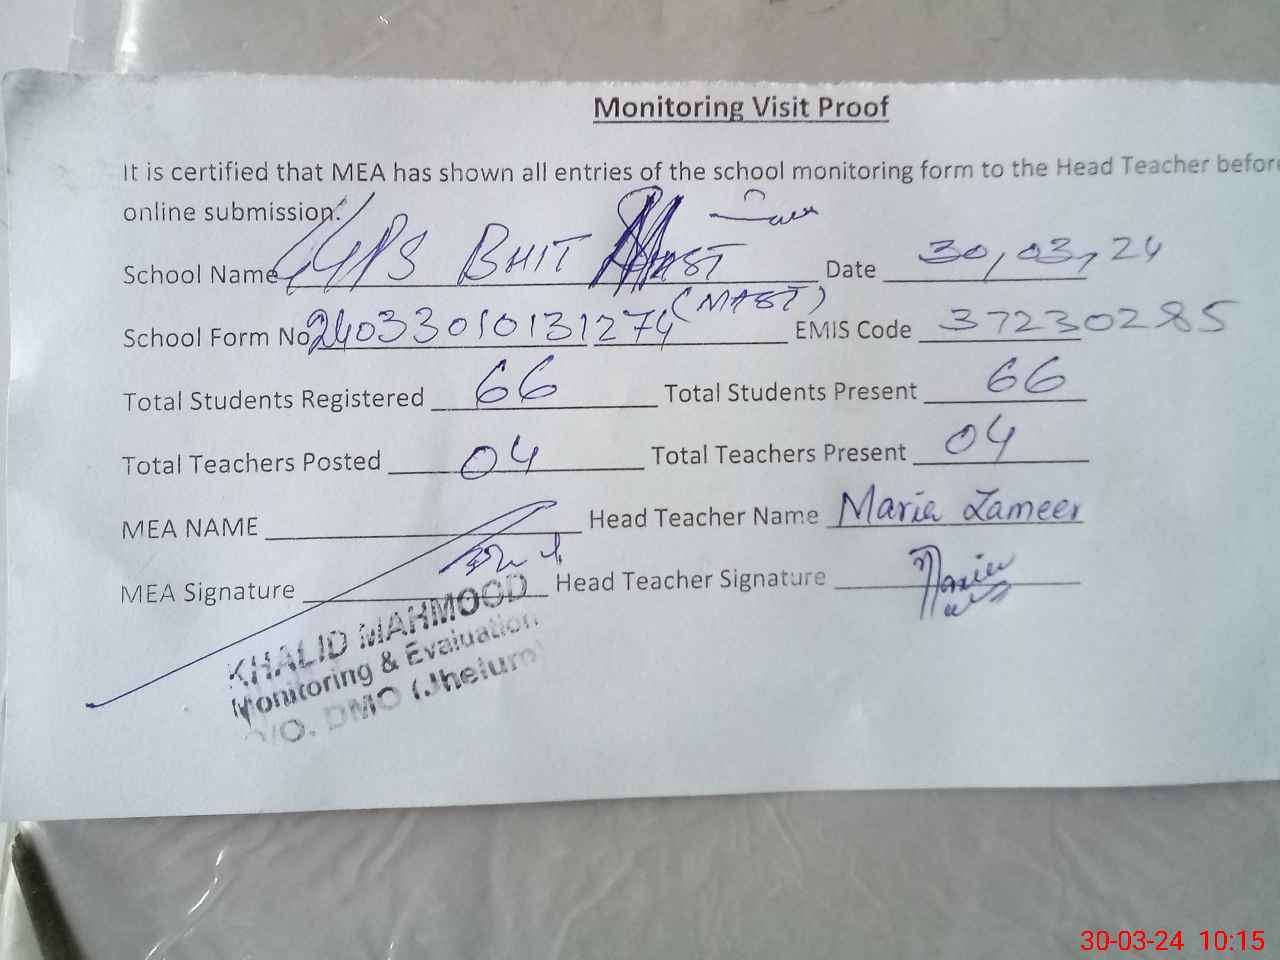 Monitoring Visit Proof
It is certified that MEA has shown all entries of the school monitoring form to the Head Teacher before
online submission.
School Name GPS BHIT MAST Date 30,03,24
(MAST)
School Form No 24033010131274 EMIS Code 37230285
Total Students Registered 66 Total Students Present 66
Total Teachers Posted 04 Total Teachers Present 04
MEA NAME Head Teacher Name Maria Zameer
MEA Signature Head Teacher Signature Maria
KHALID MAHMOOD
Monitoring & Evaluation
O/O. DMO (Jhelum)
30-03-24 10:15